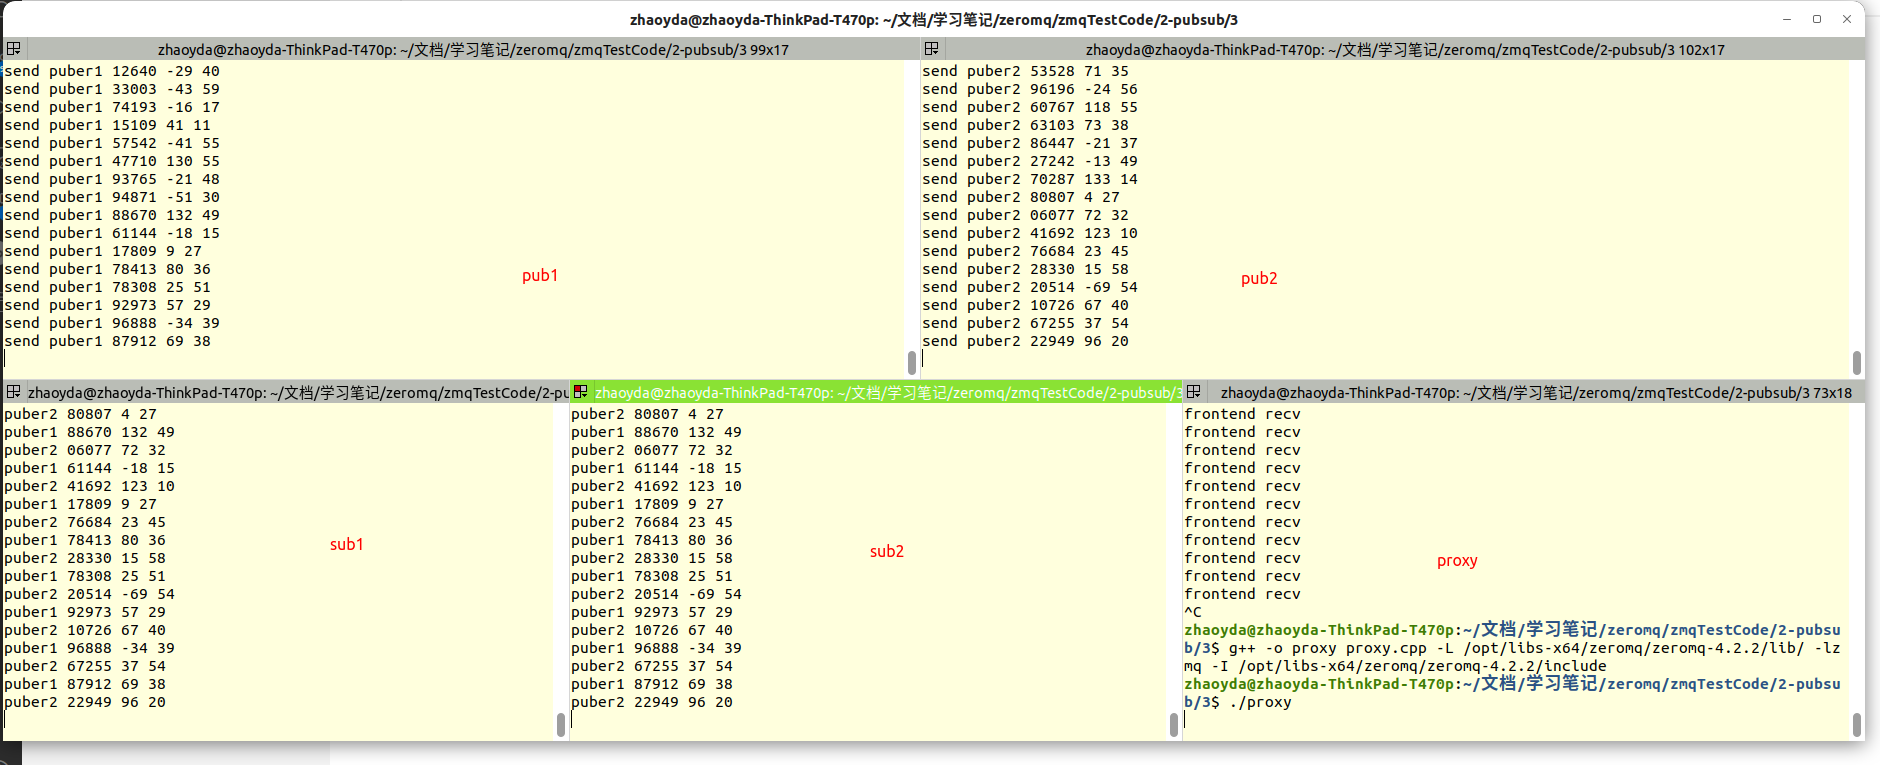 zhaoyda@zhaoyda-ThinkPad-T470p: ~/文档/学习笔记/zeromq/zmqTestCode/2-pubsub/3
zhaoyda@zhaoyda-ThinkPad-T470p: ~/文档/学习笔记/zeromq/zmqTestCode/2-pubsub/3 99x17
send puber1 12640 -29 40
send puber1 33003 -43 59
send puber1 74193 -16 17
send puber1 15109 41 11
send puber1 57542 -41 55
send puber1 47710 130 55
send puber1 93765 -21 48
send puber1 94871 -51 30
send puber1 88670 132 49
send puber1 61144 -18 15
send puber1 17809 9 27
send puber1 78413 80 36
send puber1 78308 25 51
send puber1 92973 57 29
send puber1 96888 -34 39
send puber1 87912 69 38
pub1
zhaoyda@zhaoyda-ThinkPad-T470p: ~/文档/学习笔记/zeromq/zmqTestCode/2-pubsub/3 102x17
send puber2 53528 71 35
send puber2 96196 -24 56
send puber2 60767 118 55
send puber2 63103 73 38
send puber2 86447 -21 37
send puber2 27242 -13 49
send puber2 70287 133 14
send puber2 80807 4 27
send puber2 06077 72 32
send puber2 41692 123 10
send puber2 76684 23 45
send puber2 28330 15 58
send puber2 20514 -69 54
send puber2 10726 67 40
send puber2 67255 37 54
send puber2 22949 96 20
pub2
zhaoyda@zhaoyda-ThinkPad-T470p: ~/文档/学习笔记/zeromq/zmqTestCode/2-pu
puber2 80807 4 27
puber1 88670 132 49
puber2 06077 72 32
puber1 61144 -18 15
puber2 41692 123 10
puber1 17809 9 27
puber2 76684 23 45
puber1 78413 80 36
puber2 28330 15 58
puber1 78308 25 51
puber2 20514 -69 54
puber1 92973 57 29
puber2 10726 67 40
puber1 96888 -34 39
puber2 67255 37 54
puber1 87912 69 38
puber2 22949 96 20
sub1
zhaoyda@zhaoyda-ThinkPad-T470p: ~/文档/学习笔记/zeromq/zmqTestCode/2-pubsub/3
puber2 80807 4 27
puber1 88670 132 49
puber2 06077 72 32
puber1 61144 -18 15
puber2 41692 123 10
puber1 17809 9 27
puber2 76684 23 45
puber1 78413 80 36
puber2 28330 15 58
puber1 78308 25 51
puber2 20514 -69 54
puber1 92973 57 29
puber2 10726 67 40
puber1 96888 -34 39
puber2 67255 37 54
puber1 87912 69 38
puber2 22949 96 20
sub2
zhaoyda@zhaoyda-ThinkPad-T470p: ~/文档/学习笔记/zeromq/zmqTestCode/2-pubsub/3 73x18
frontend recv
frontend recv
frontend recv
frontend recv
frontend recv
frontend recv
frontend recv
frontend recv
frontend recv
frontend recv
frontend recv
^C
zhaoyda@zhaoyda-ThinkPad-T470p:~/文档/学习笔记/zeromq/zmqTestCode/2-pubsu
b/3$ g++ -o proxy proxy.cpp -L /opt/libs-x64/zeromq/zeromq-4.2.2/lib/ -lz
mq -I /opt/libs-x64/zeromq/zeromq-4.2.2/include
zhaoyda@zhaoyda-ThinkPad-T470p:~/文档/学习笔记/zeromq/zmqTestCode/2-pubsu
b/3$ ./proxy
proxy